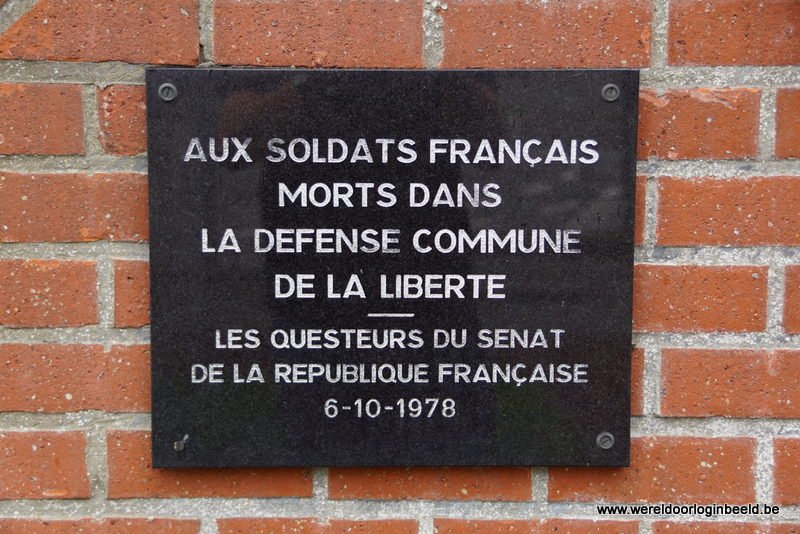 AUX SOLDATS FRANÇAIS
MORTS DANS
LA DEFENSE COMMUNE
DE LA LIBERTE
LES QUESTEURS DU SENAT
DE LA REPUBLIQUE FRANÇAISE
6-10-1978
www.wereldoorloginbeeld.be